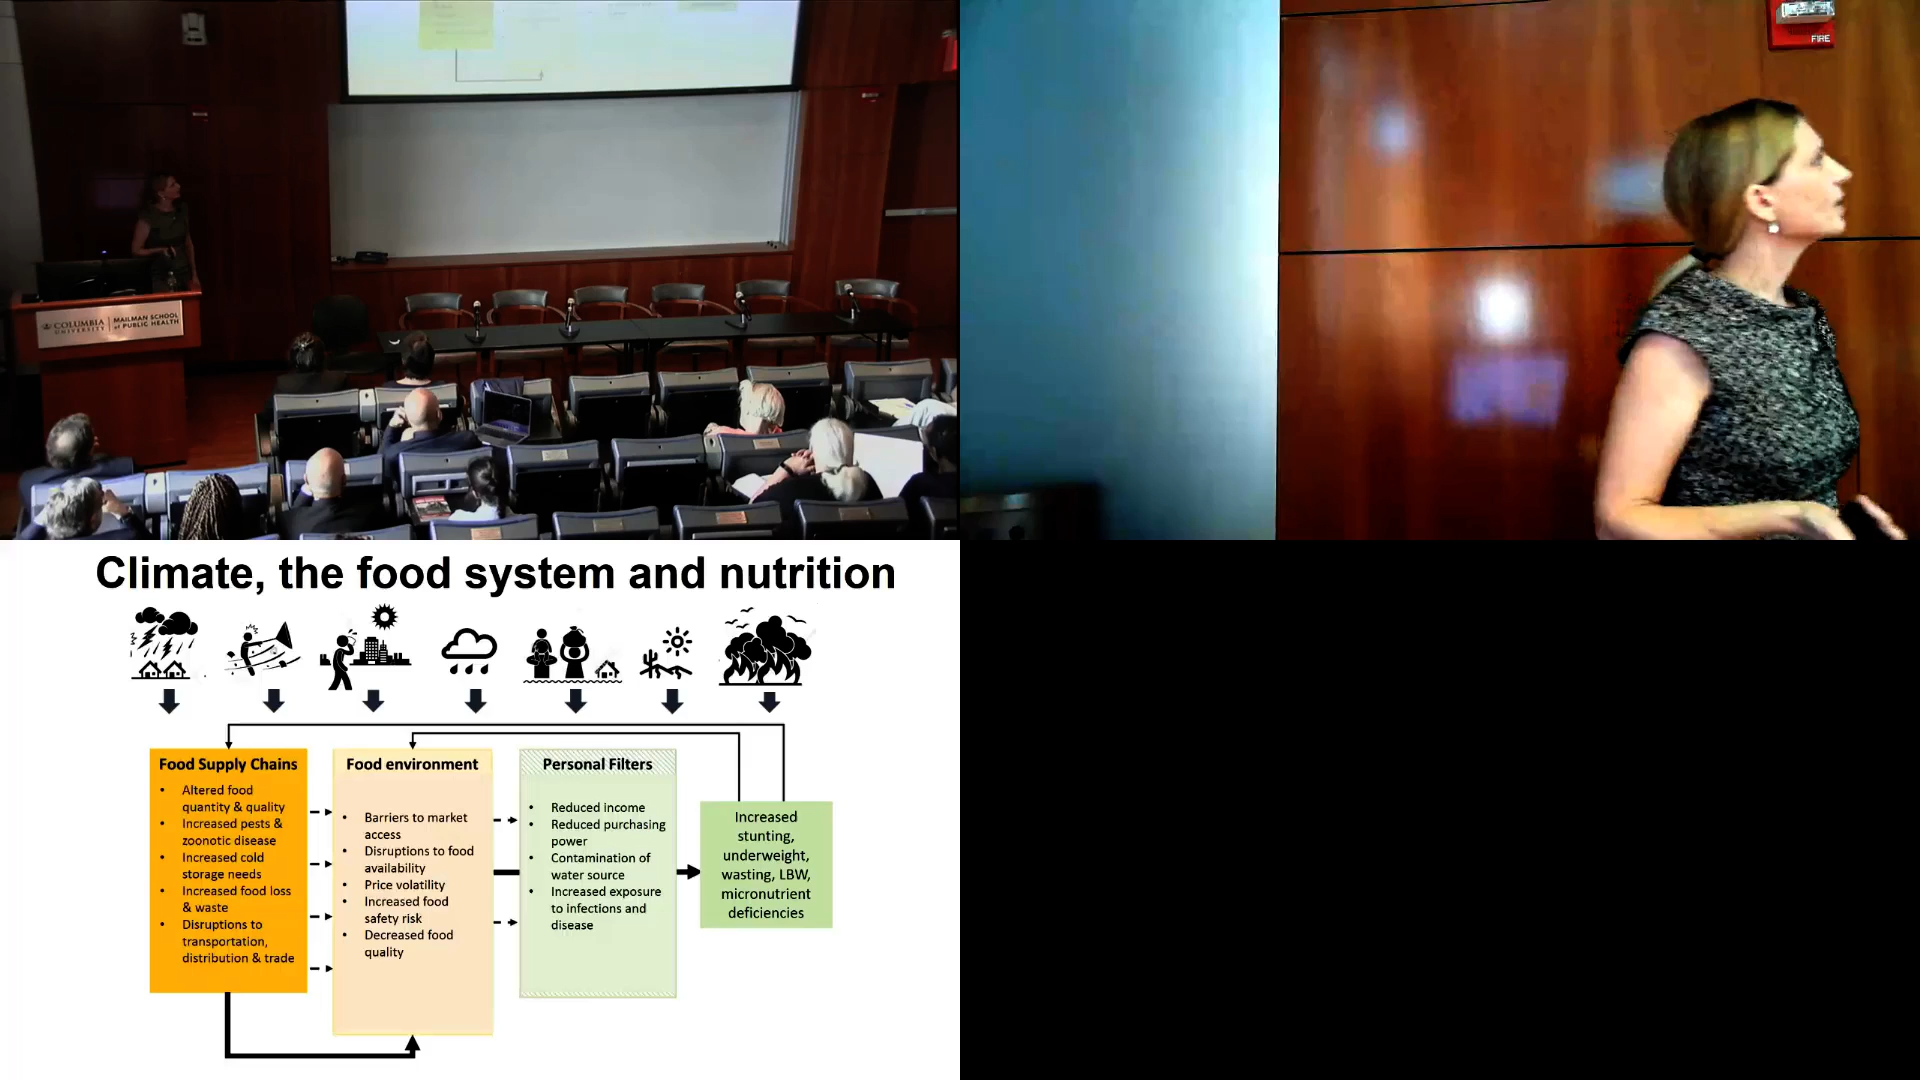 COLUMBIA
UNIVERSITY
MAILMAN SCHOOL
of PUBLIC HEALTH
FIRE
Climate, the food system and nutrition
Food Supply Chains
• Altered food
quantity & quality
• Increased pests &
zoonotic disease
• Increased cold
storage needs
• Increased food loss
& waste
• Disruptions to
transportation,
distribution & trade
Food environment
• Barriers to market
access
• Disruptions to food
availability
• Price volatility
• Increased food
safety risk
• Decreased food
quality
Personal Filters
• Reduced income
• Reduced purchasing
power
• Contamination of
water source
• Increased exposure
to infections and
disease
Increased
stunting,
underweight,
wasting, LBW,
micronutrient
deficiencies